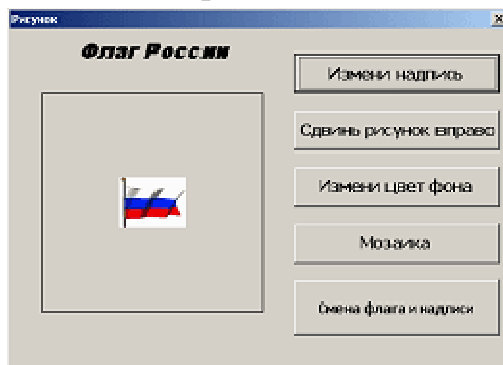 Рисунок
Флаг России
Измени надпись
Сдвинь рисунок вправо
Измени цвет фона
Мозаика
Смена флага и надписи